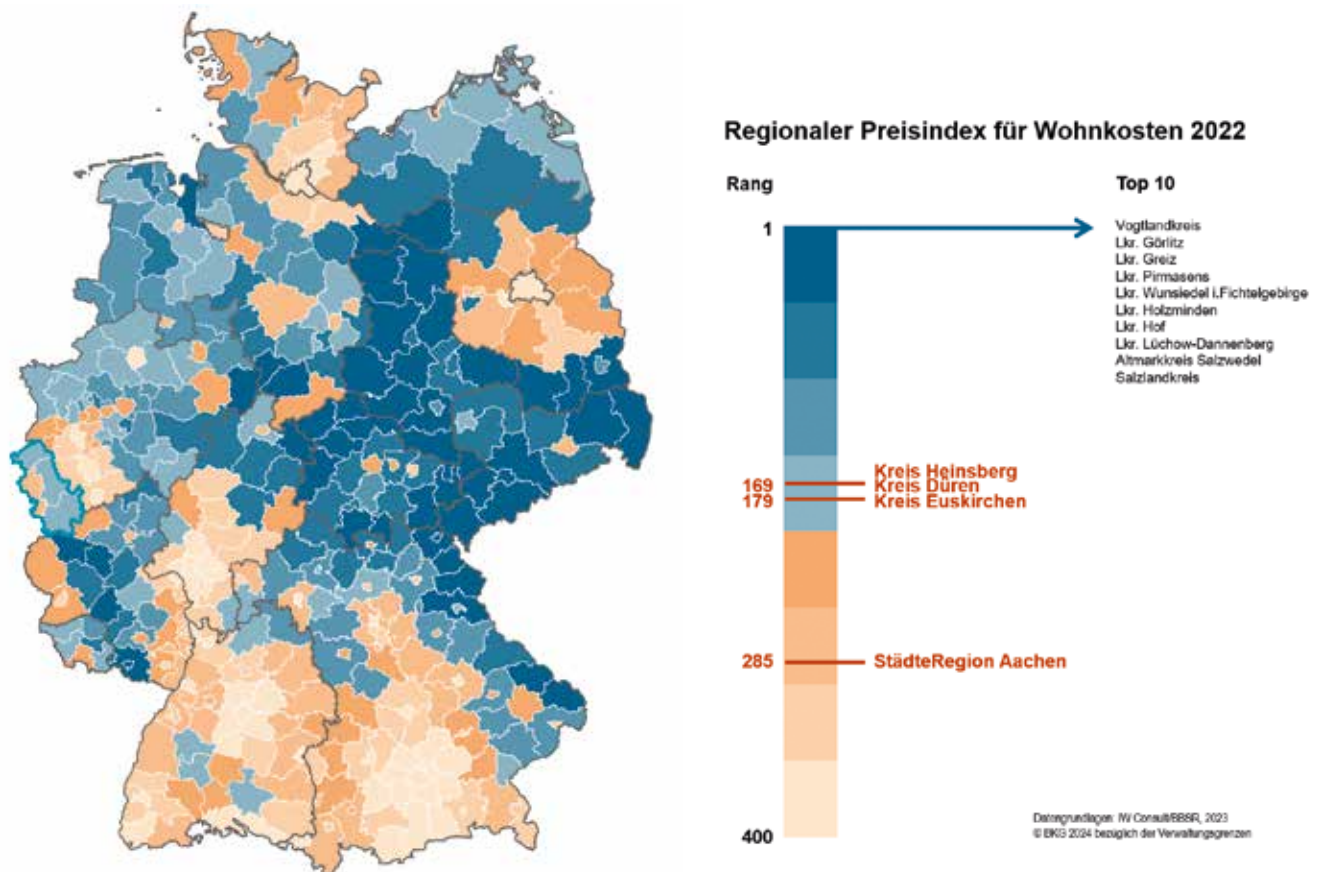 Regionaler Preisindex für Wohnkosten 2022
Rang
Top 10
1
Vogtlandkreis
Lkr. Görlitz
Lkr. Greiz
Lkr. Pirmasens
Lkr. Wunsiedel i.Fichtelgebirge
Lkr. Holzminden
Lkr. Hof
Lkr. Lüchow-Dannenberg
Altmarkkreis Salzwedel
Salzlandkreis
Kreis Heinsberg
169
Kreis Düren
179
Kreis Euskirchen
285
StädteRegion Aachen
400
Datengrundlagen: IW Consult/BBSR, 2023
© BKG 2024 bezüglich der Verwaltungsgrenzen